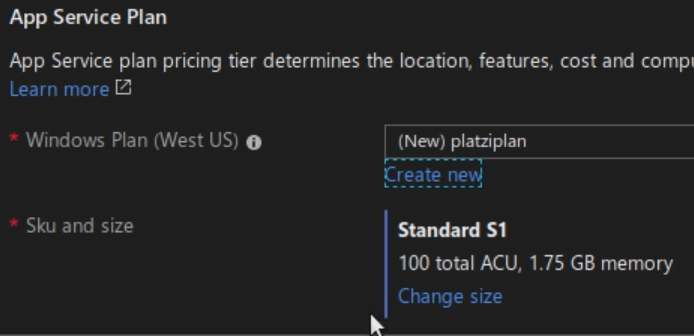 App Service Plan
App Service plan pricing tier determines the location, features, cost and
Learn more
* Windows Plan (West US)
(New) platziplan
Create new
* Sku and size
Standard S1
100 total ACU, 1.75 GB memory
Change size